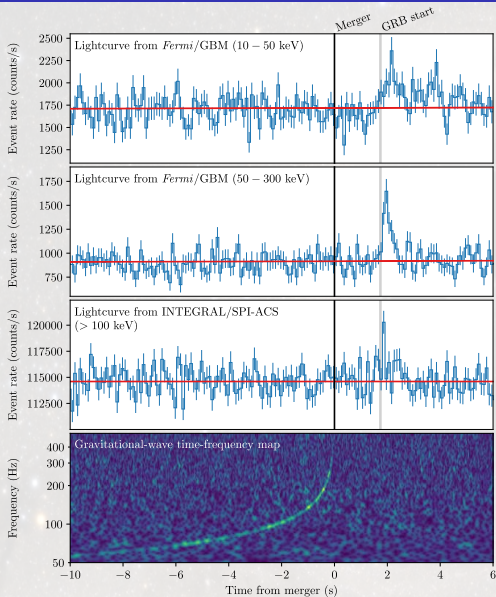 Merger GRB start
Lightcurve from Fermi/GBM (10 − 50 keV)
Event rate (counts/s)
2500
2250
2000
1750
1500
1250
Lightcurve from Fermi/GBM (50 − 300 keV)
Event rate (counts/s)
1750
1500
1250
1000
750
Lightcurve from INTEGRAL/SPI-ACS
(> 100 keV)
Event rate (counts/s)
120000
117500
115000
112500
Gravitational-wave time-frequency map
Frequency (Hz)
400
300
200
100
50
−10 −8 −6 −4 −2 0 2 4 6
Time from merger (s)